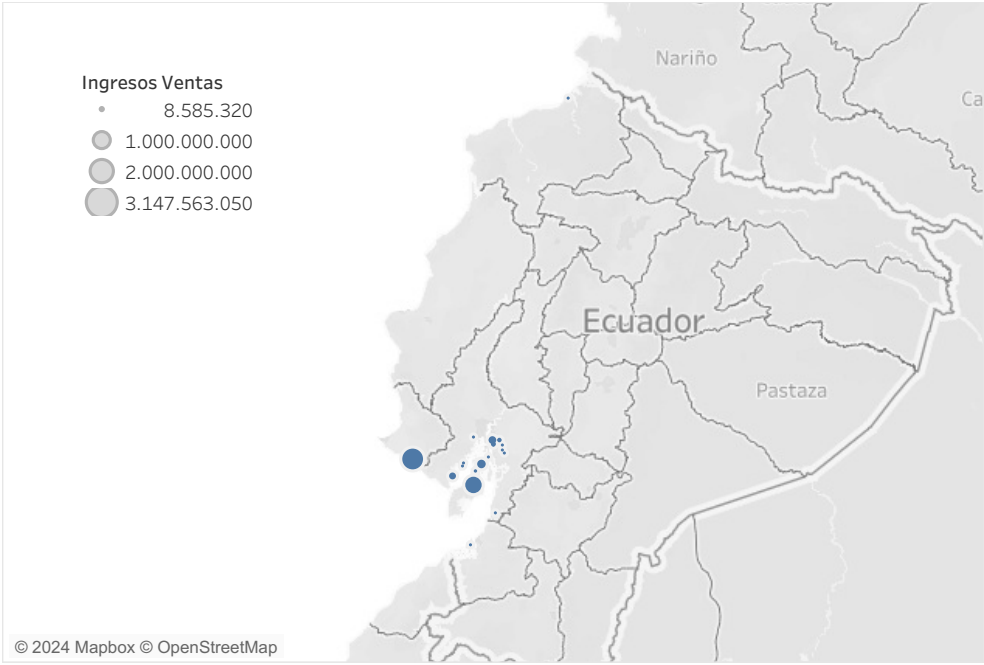 Nariño
Ca
Ingresos Ventas
8.585.320
1.000.000.000
2.000.000.000
3.147.563.050
Ecuador
Pastaza
© 2024 Mapbox © OpenStreetMap